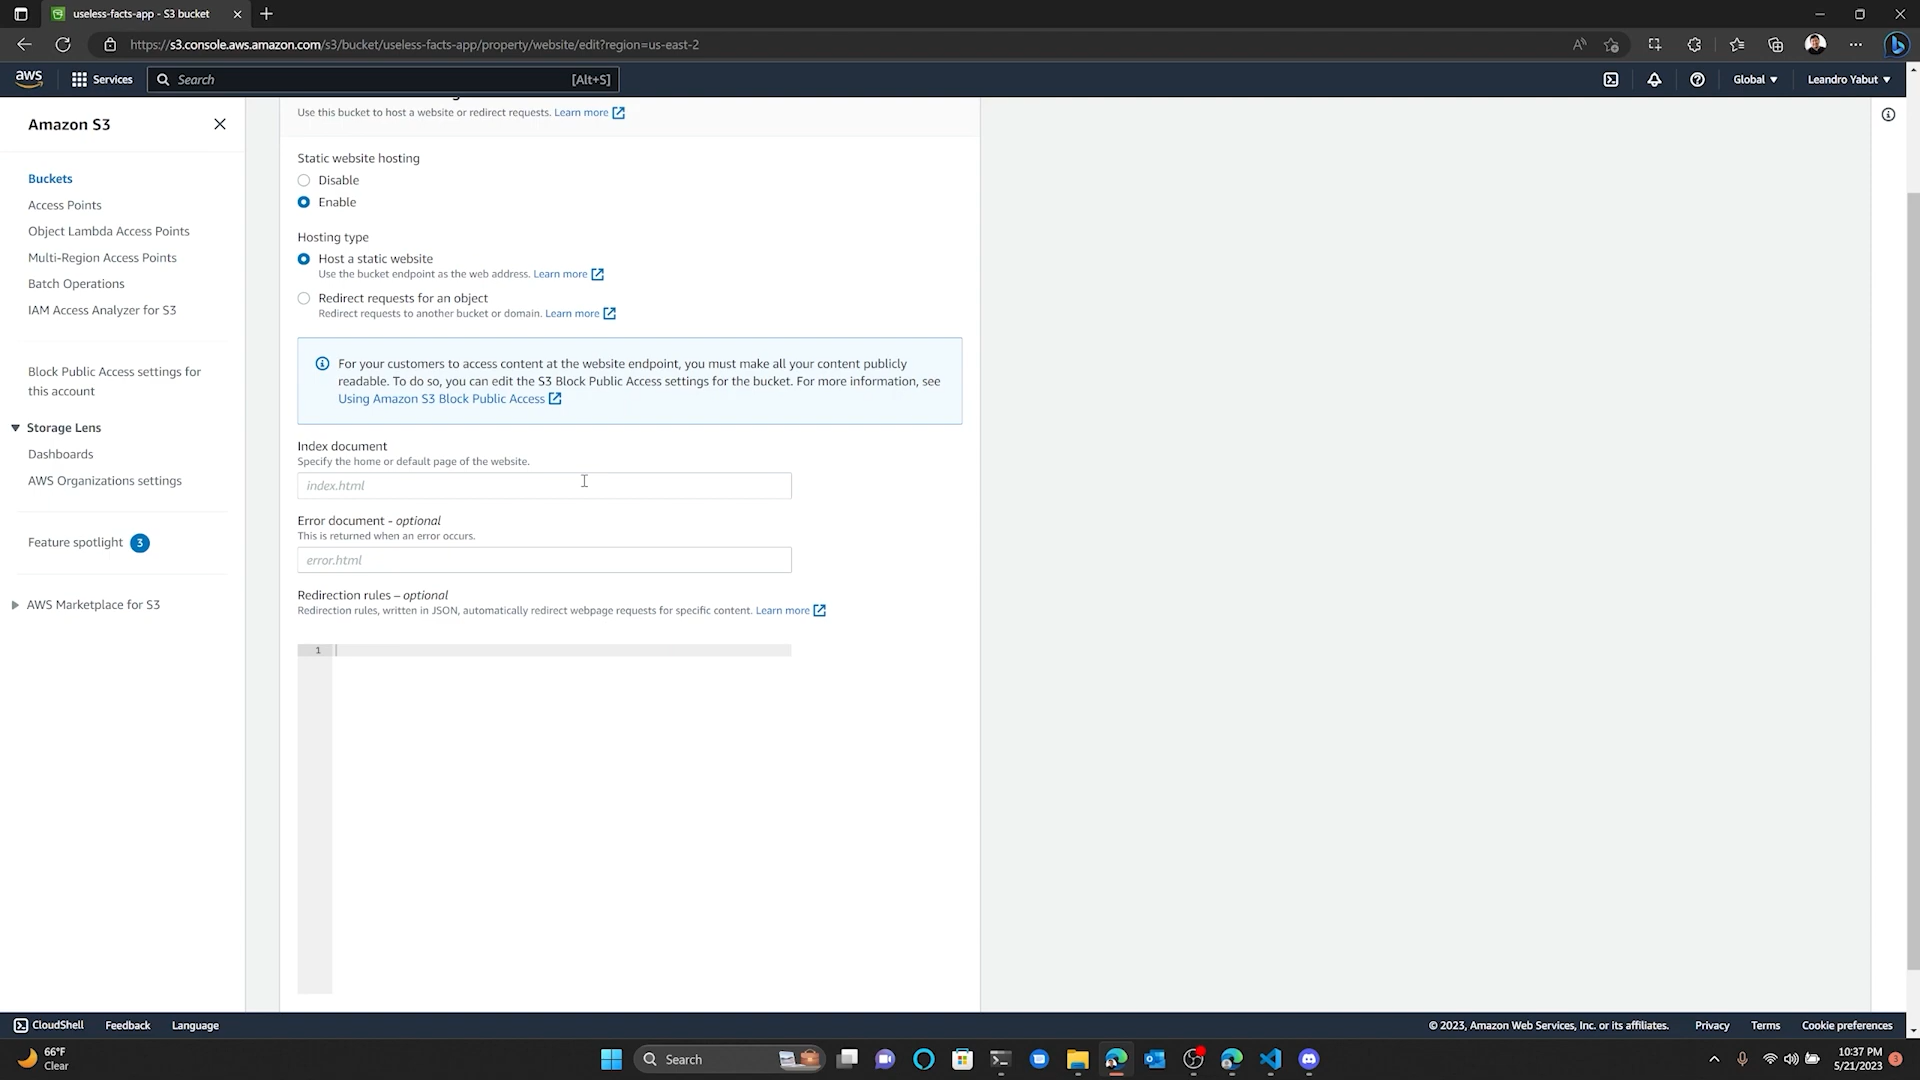 useless-facts-app - S3 bucket
https://s3.console.aws.amazon.com/s3/bucket/useless-facts-app/property/website/edit?region=us-east-2
aws
Services
Search
[Alt+S]
Global
Leandro Yabut
Amazon S3
Buckets
Access Points
Object Lambda Access Points
Multi-Region Access Points
Batch Operations
IAM Access Analyzer for S3
Block Public Access settings for
this account
Storage Lens
Dashboards
AWS Organizations settings
Feature spotlight 3
AWS Marketplace for S3
Use this bucket to host a website or redirect requests. Learn more
Static website hosting
Disable
Enable
Hosting type
Host a static website
Use the bucket endpoint as the web address. Learn more
Redirect requests for an object
Redirect requests to another bucket or domain. Learn more
For your customers to access content at the website endpoint, you must make all your content publicly
readable. To do so, you can edit the S3 Block Public Access settings for the bucket. For more information, see
Using Amazon S3 Block Public Access
Index document
Specify the home or default page of the website.
index.html
Error document - optional
This is returned when an error occurs.
error.html
Redirection rules – optional
Redirection rules, written in JSON, automatically redirect webpage requests for specific content. Learn more
1
CloudShell
Feedback
Language
© 2023, Amazon Web Services, Inc. or its affiliates.
Privacy
Terms
Cookie preferences
66°F
Clear
Search
10:37 PM
5/21/2023
3